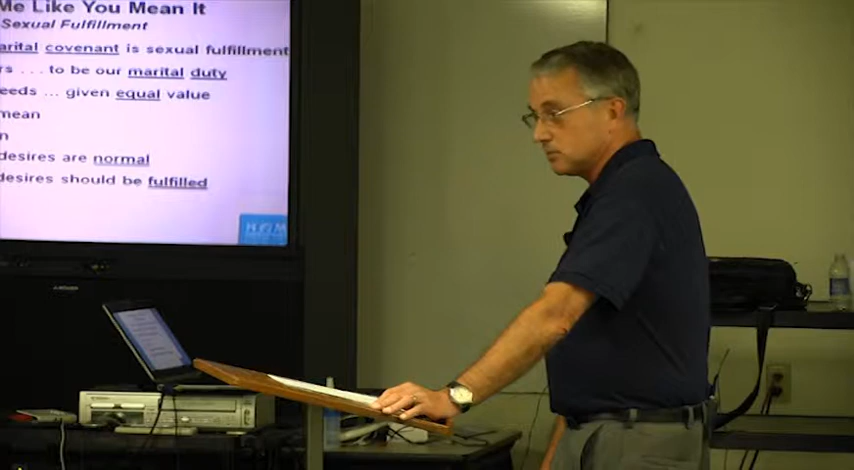 Me Like You Mean It
Sexual Fulfillment
arital covenant is sexual fulfillment
rs ... to be our marital duty
eeds ... given equal value
mean
n
desires are normal
desires should be fulfilled